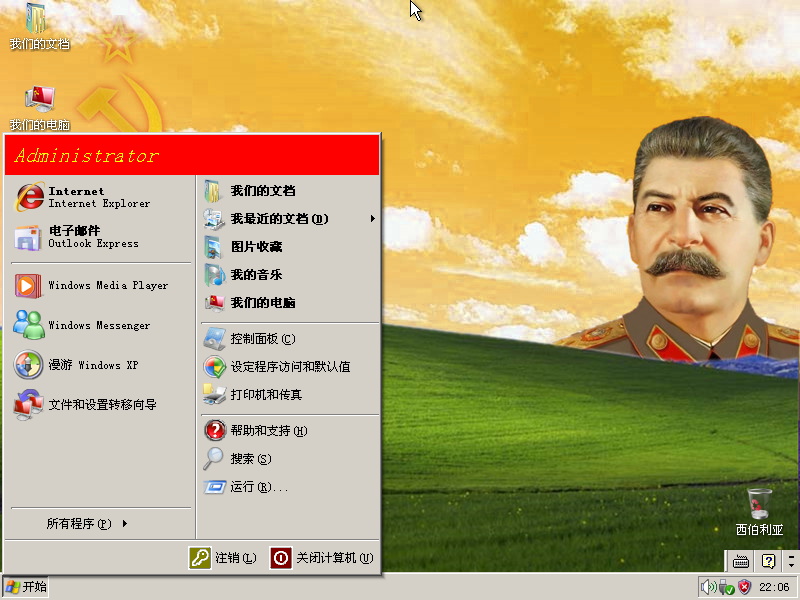 我们的文档
我们的电脑
Administrator
Internet
Internet Explorer
电子邮件
Outlook Express
Windows Media Player
Windows Messenger
漫游 Windows XP
文件和设置转移向导
所有程序(P)
我们的文档
我最近的文档(D)
图片收藏
我的音乐
我们的电脑
控制面板(C)
设定程序访问和默认值
打印机和传真
帮助和支持(H)
搜索(S)
运行(R)...
注销(L)
关闭计算机(U)
西伯利亚
开始
22:06